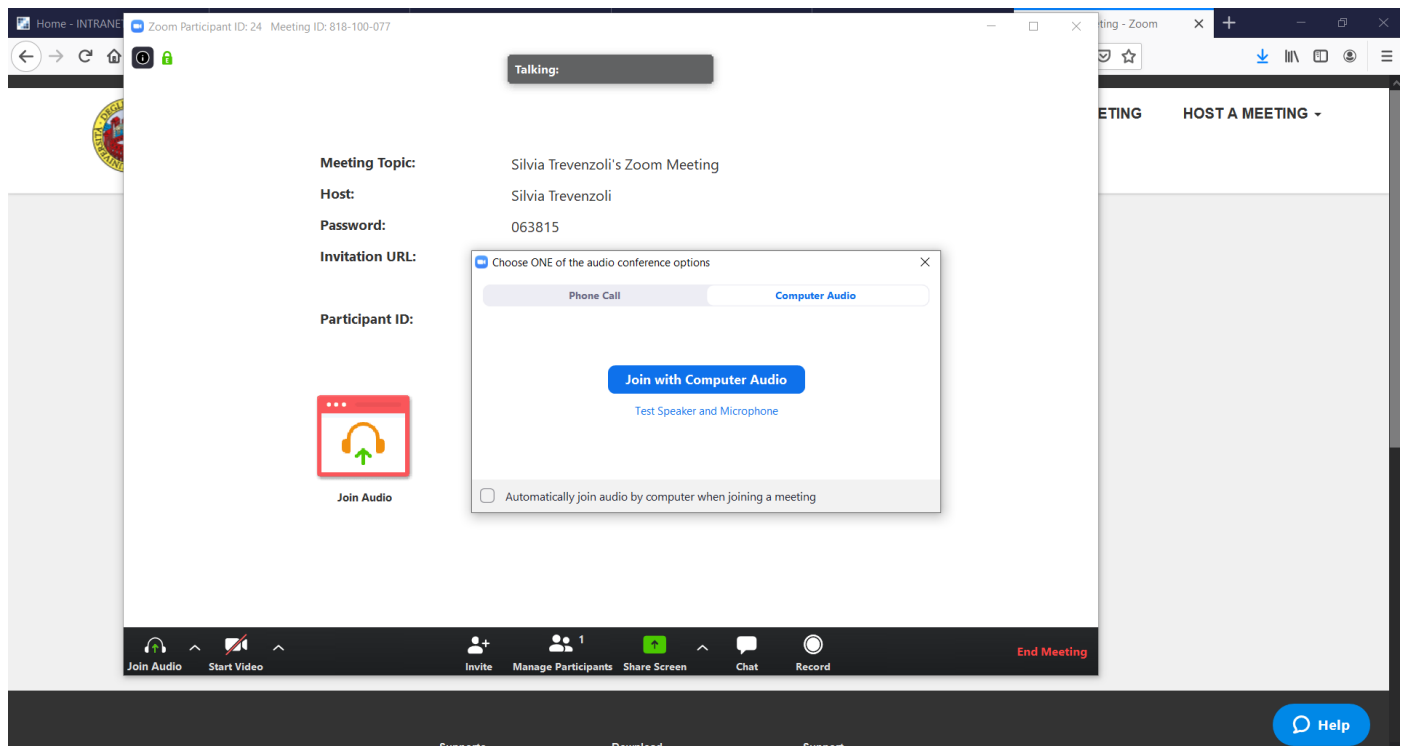 Home - INTRANE
Zoom Participant ID: 24 Meeting ID: 818-100-077
ting - Zoom
Talking:
ETING
HOST A MEETING
Meeting Topic:
Silvia Trevenzoli's Zoom Meeting
Host:
Silvia Trevenzoli
Password:
063815
Invitation URL:
Choose ONE of the audio conference options
Phone Call
Computer Audio
Participant ID:
Join with Computer Audio
Test Speaker and Microphone
Join Audio
Automatically join audio by computer when joining a meeting
1
Join Audio
Start Video
Invite
Manage Participants
Share Screen
Chat
Record
End Meeting
Help